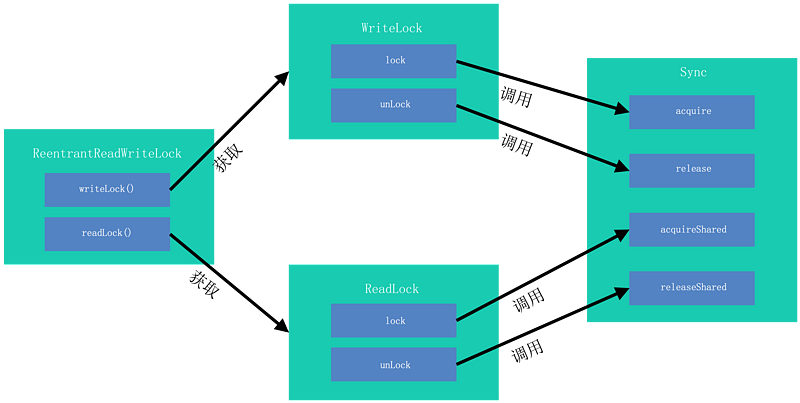 ReentrantReadWriteLock
writeLock()
readLock()
获取
获取
WriteLock
lock
unLock
ReadLock
lock
unLock
调用
调用
调用
调用
Sync
acquire
release
acquireShared
releaseShared